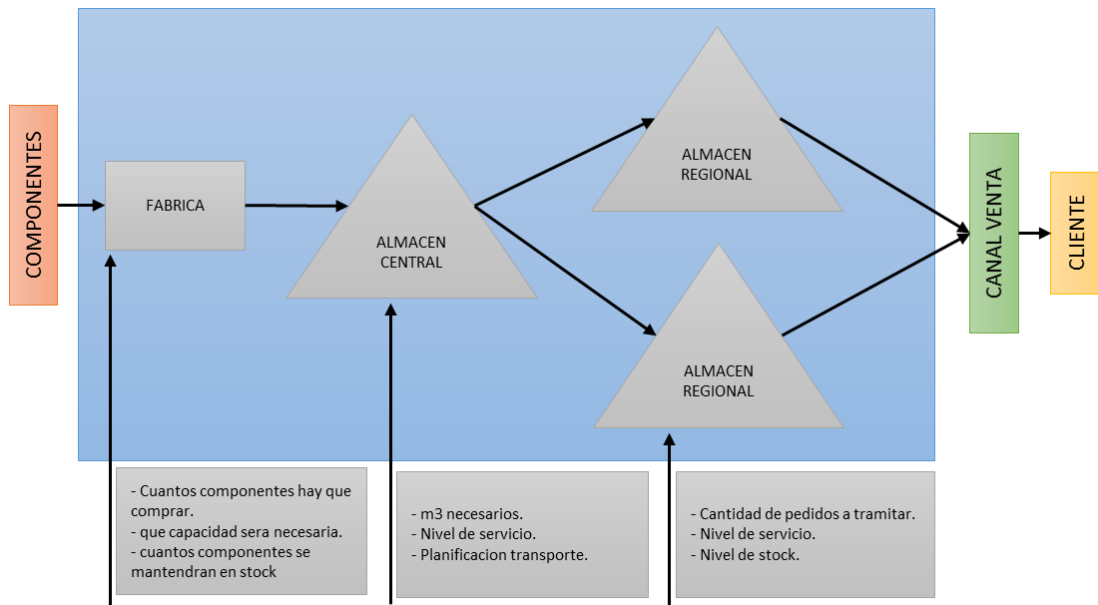 COMPONENTES
FABRICA
ALMACEN
CENTRAL
ALMACEN
REGIONAL
ALMACEN
REGIONAL
CANAL VENTA
CLIENTE
- Cuantos componentes hay que
comprar.
- que capacidad sera necesaria.
- cuantos componentes se
mantendran en stock
- m3 necesarios.
- Nivel de servicio.
- Planificacion transporte.
- Cantidad de pedidos a tramitar.
- Nivel de servicio.
- Nivel de stock.